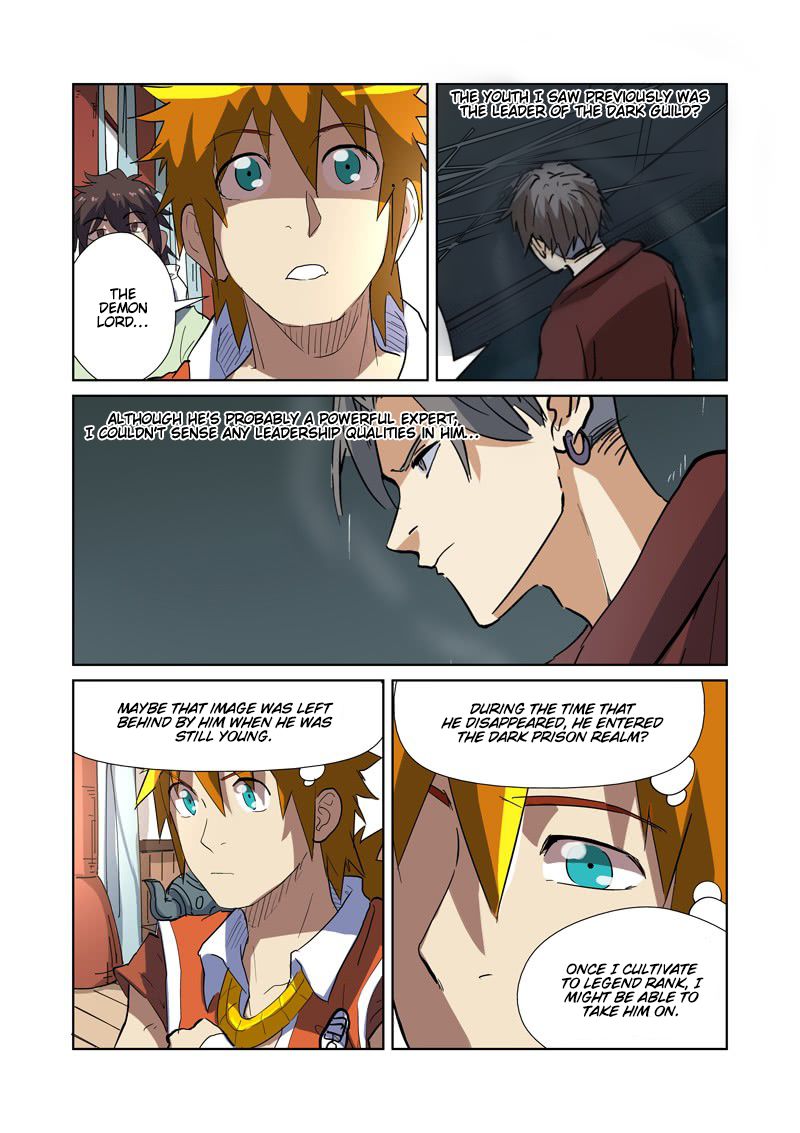 THE DEMON LORD...
THE YOUTH I SAW PREVIOUSLY WAS
THE LEADER OF THE DARK GUILD?
ALTHOUGH HE'S PROBABLY A POWERFUL EXPERT,
I COULDN'T SENSE ANY LEADERSHIP QUALITIES IN HIM...
MAYBE THAT IMAGE WAS LEFT
BEHIND BY HIM WHEN HE WAS
STILL YOUNG.
DURING THE TIME THAT
HE DISAPPEARED, HE ENTERED
THE DARK PRISON REALM?
ONCE I CULTIVATE
TO LEGEND RANK, I
MIGHT BE ABLE TO
TAKE HIM ON.